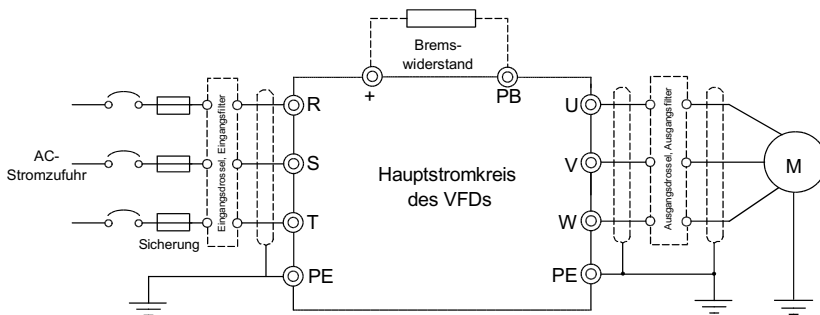 Brems-
widerstand
+
PB
R
U
AC-
Stromzufuhr
Eingangsdrossel, Eingangsfilter
S
Hauptstromkreis
des VFDs
V
Ausgangsdrossel, Ausgangsfilter
M
T
W
Sicherung
PE
PE